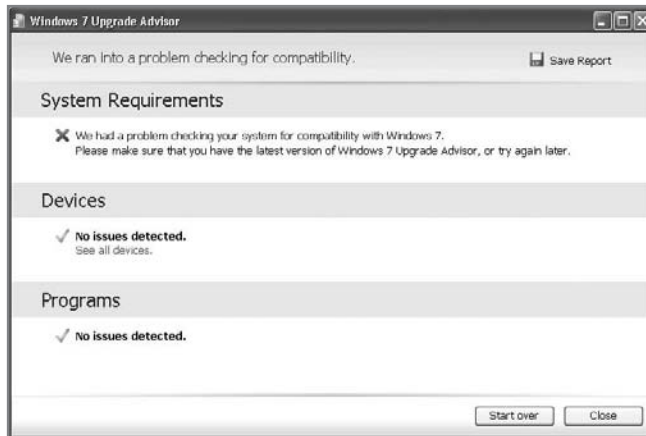 Windows 7 Upgrade Advisor
We ran into a problem checking for compatibility.
Save Report
System Requirements
We had a problem checking your system for compatibility with Windows 7.
Please make sure that you have the latest version of Windows 7 Upgrade Advisor, or try again later.
Devices
No issues detected.
See all devices.
Programs
No issues detected.
Start over
Close